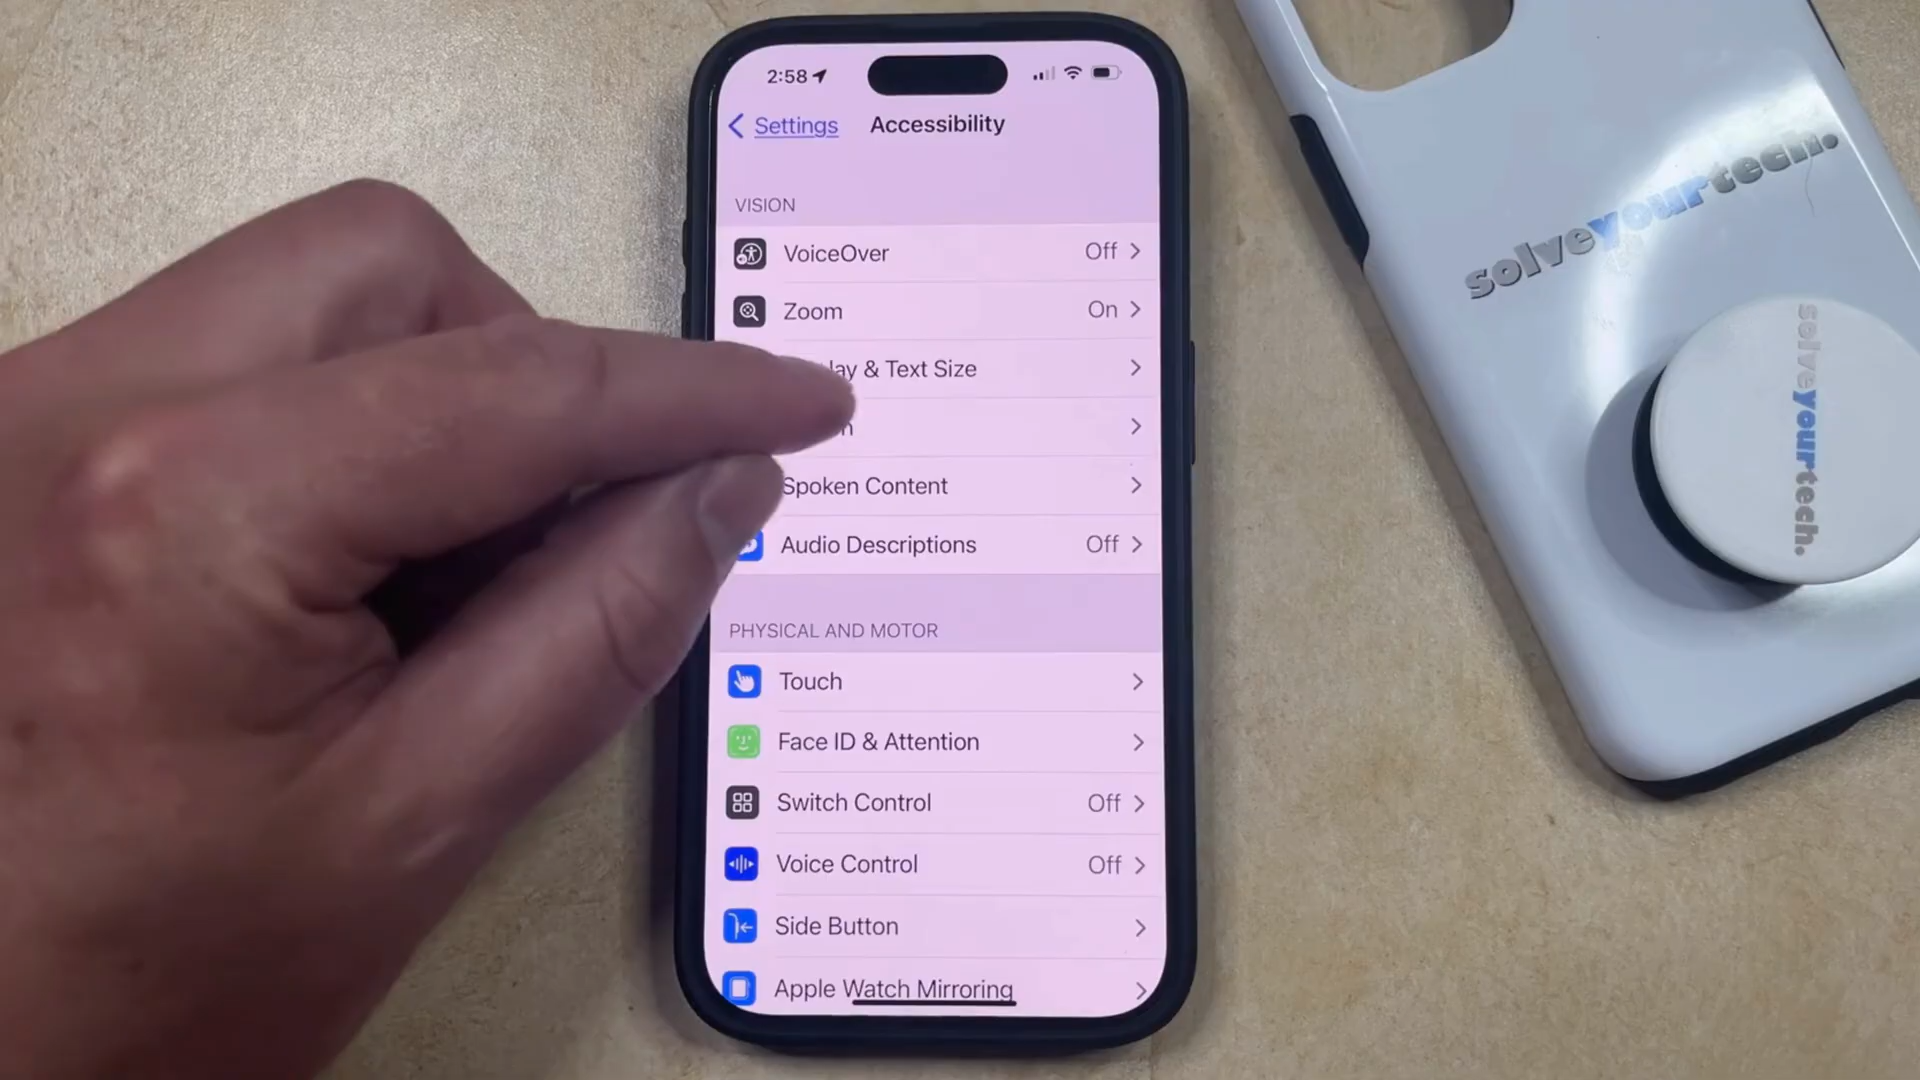 2:58
Settings
Accessibility
VISION
VoiceOver
Off
Zoom
On
& Text Size
Spoken Content
Audio Descriptions
Off
PHYSICAL AND MOTOR
Touch
Face ID & Attention
Switch Control
Off
Voice Control
Off
Side Button
Apple Watch Mirroring
solveyourtech.
solveyourtech.